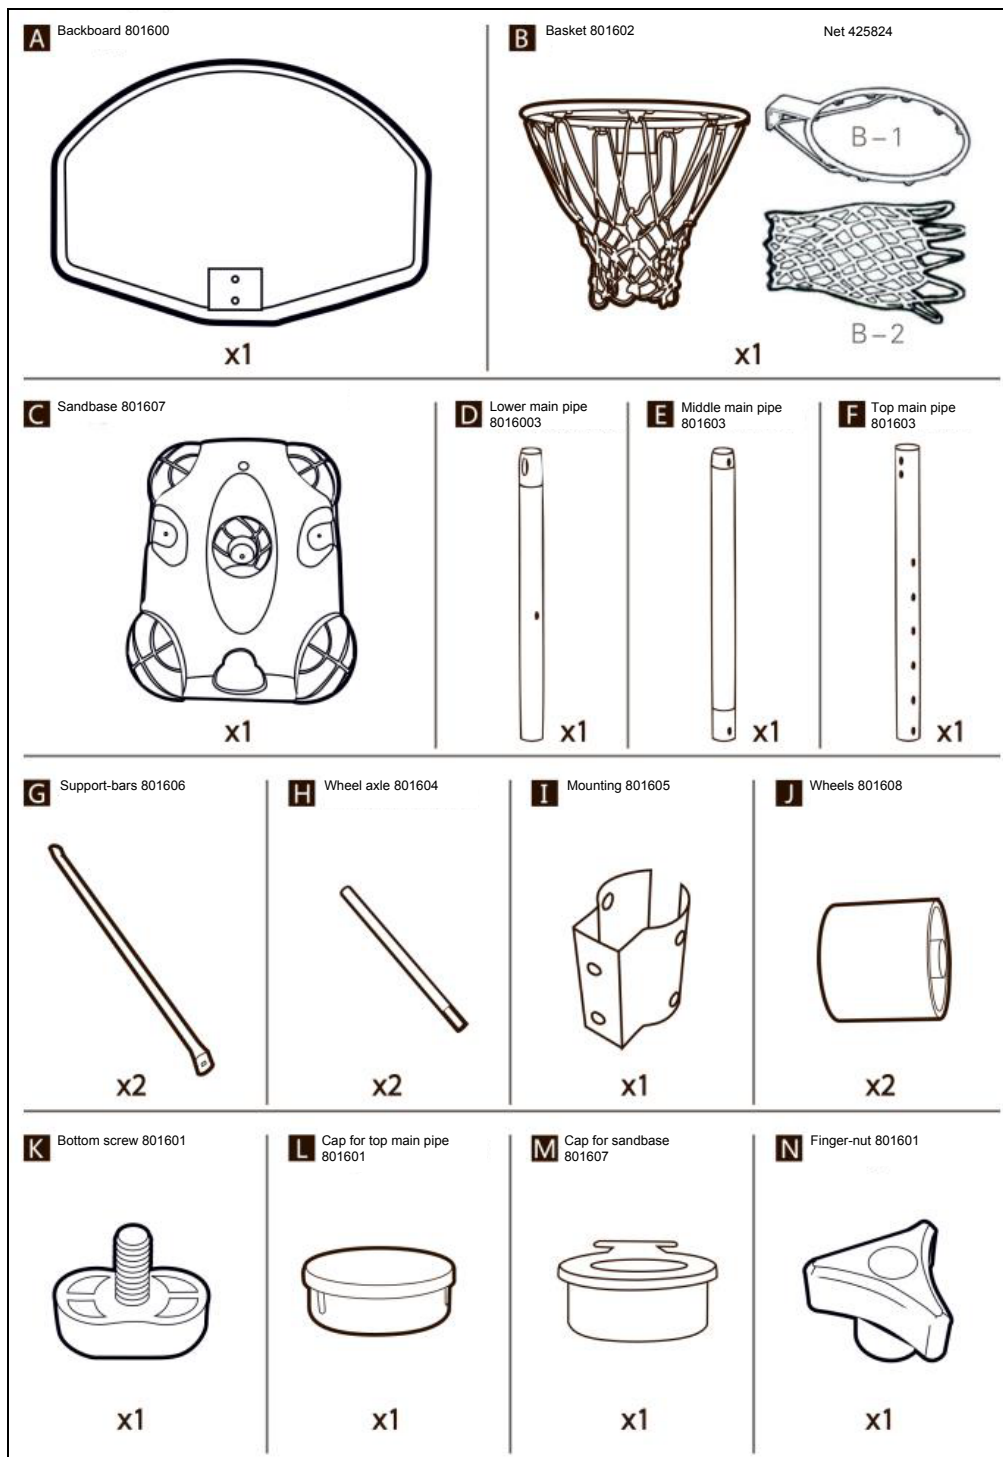 A Backboard 801600
B Basket 801602
Net 425824
B-1
B-2
x1
x1
C Sandbase 801607
D Lower main pipe
8016003
E Middle main pipe
801603
F Top main pipe
801603
x1
x1
x1
x1
G Support-bars 801606
H Wheel axle 801604
I Mounting 801605
J Wheels 801608
x2
x2
x1
x2
K Bottom screw 801601
L Cap for top main pipe
801601
M Cap for sandbase
801607
N Finger-nut 801601
x1
x1
x1
x1